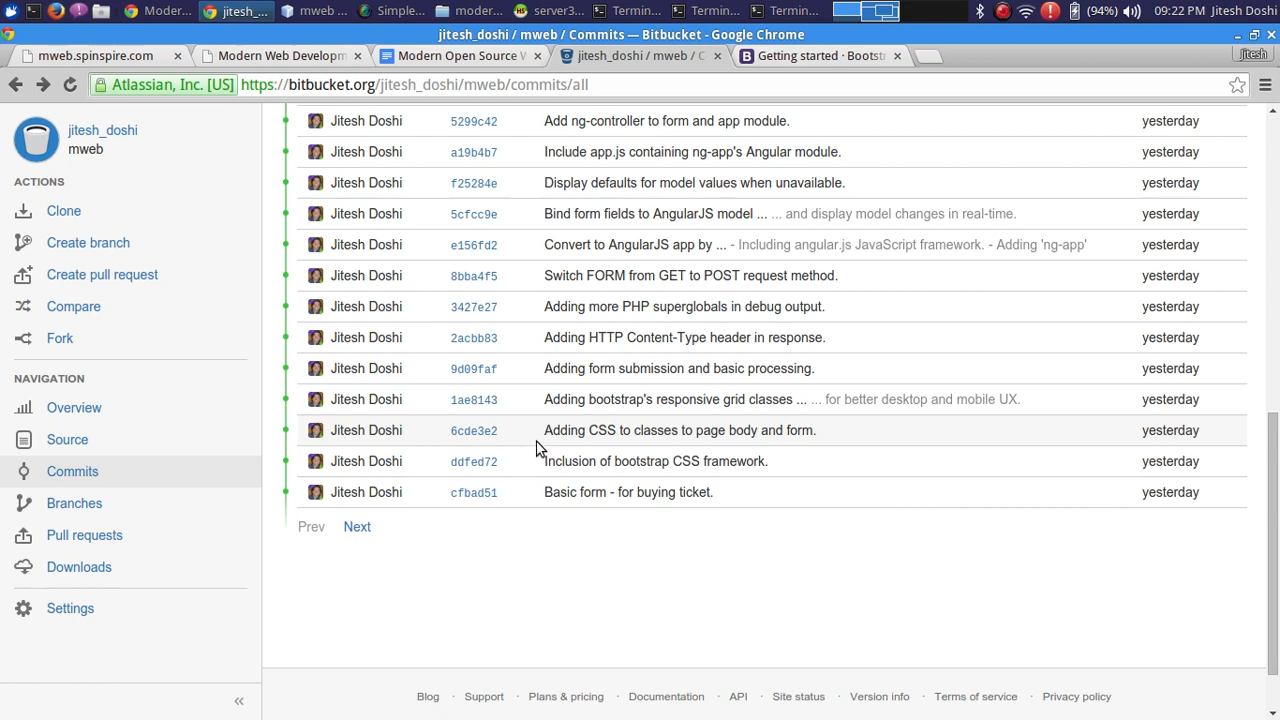 Moder...
jitesh_...
mweb ...
Simple...
moder...
server3...
Termin...
Termin...
Termin...
(94%)
09:22 PM
Jitesh Doshi
jitesh_doshi / mweb / Commits — Bitbucket - Google Chrome
mweb.spinspire.com
Modern Web Developm
Modern Open Source W
jitesh_doshi / mweb / C
Getting started · Bootst
Jitesh
Atlassian, Inc. [US]
https://bitbucket.org/jitesh_doshi/mweb/commits/all
jitesh_doshi
mweb
ACTIONS
Clone
Create branch
Create pull request
Compare
Fork
NAVIGATION
Overview
Source
Commits
Branches
Pull requests
Downloads
Settings
«
Jitesh Doshi 5299c42 Add ng-controller to form and app module. yesterday
Jitesh Doshi a19b4b7 Include app.js containing ng-app's Angular module. yesterday
Jitesh Doshi f25284e Display defaults for model values when unavailable. yesterday
Jitesh Doshi 5cfcc9e Bind form fields to AngularJS model ... ... and display model changes in real-time. yesterday
Jitesh Doshi e156fd2 Convert to AngularJS app by ... - Including angular.js JavaScript framework. - Adding 'ng-app' yesterday
Jitesh Doshi 8bba4f5 Switch FORM from GET to POST request method. yesterday
Jitesh Doshi 3427e27 Adding more PHP superglobals in debug output. yesterday
Jitesh Doshi 2acbb83 Adding HTTP Content-Type header in response. yesterday
Jitesh Doshi 9d09faf Adding form submission and basic processing. yesterday
Jitesh Doshi 1ae8143 Adding bootstrap's responsive grid classes ... ... for better desktop and mobile UX. yesterday
Jitesh Doshi 6cde3e2 Adding CSS to classes to page body and form. yesterday
Jitesh Doshi ddfed72 Inclusion of bootstrap CSS framework. yesterday
Jitesh Doshi cfbad51 Basic form - for buying ticket. yesterday
Prev Next
Blog · Support · Plans & pricing · Documentation · API · Site status · Version info · Terms of service · Privacy policy